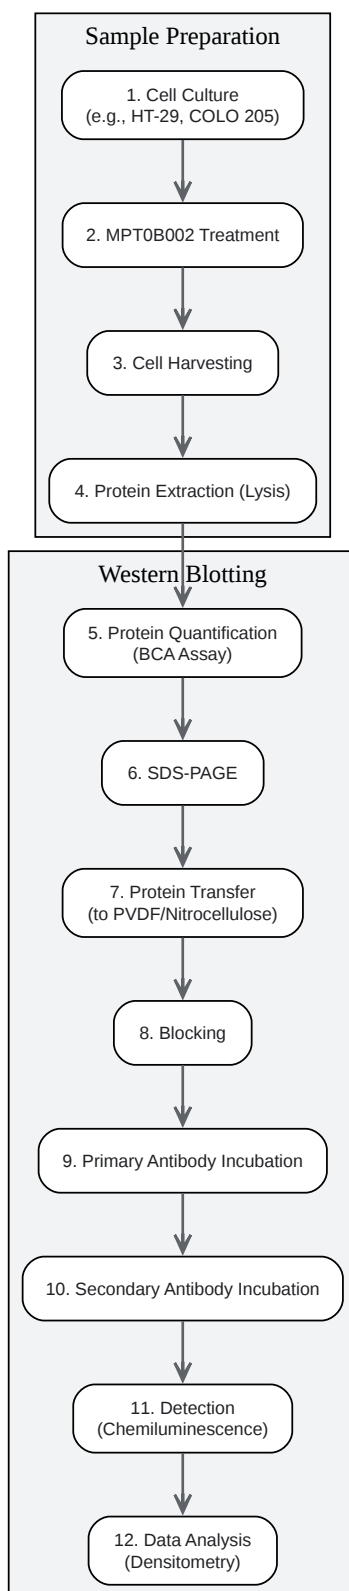 Sample Preparation
1. Cell Culture
(e.g., HT-29, COLO 205)
2. MPT0B002 Treatment
3. Cell Harvesting
4. Protein Extraction (Lysis)
Western Blotting
5. Protein Quantification
(BCA Assay)
6. SDS-PAGE
7. Protein Transfer
(to PVDF/Nitrocellulose)
8. Blocking
9. Primary Antibody Incubation
10. Secondary Antibody Incubation
11. Detection
(Chemiluminescence)
12. Data Analysis
(Densitometry)